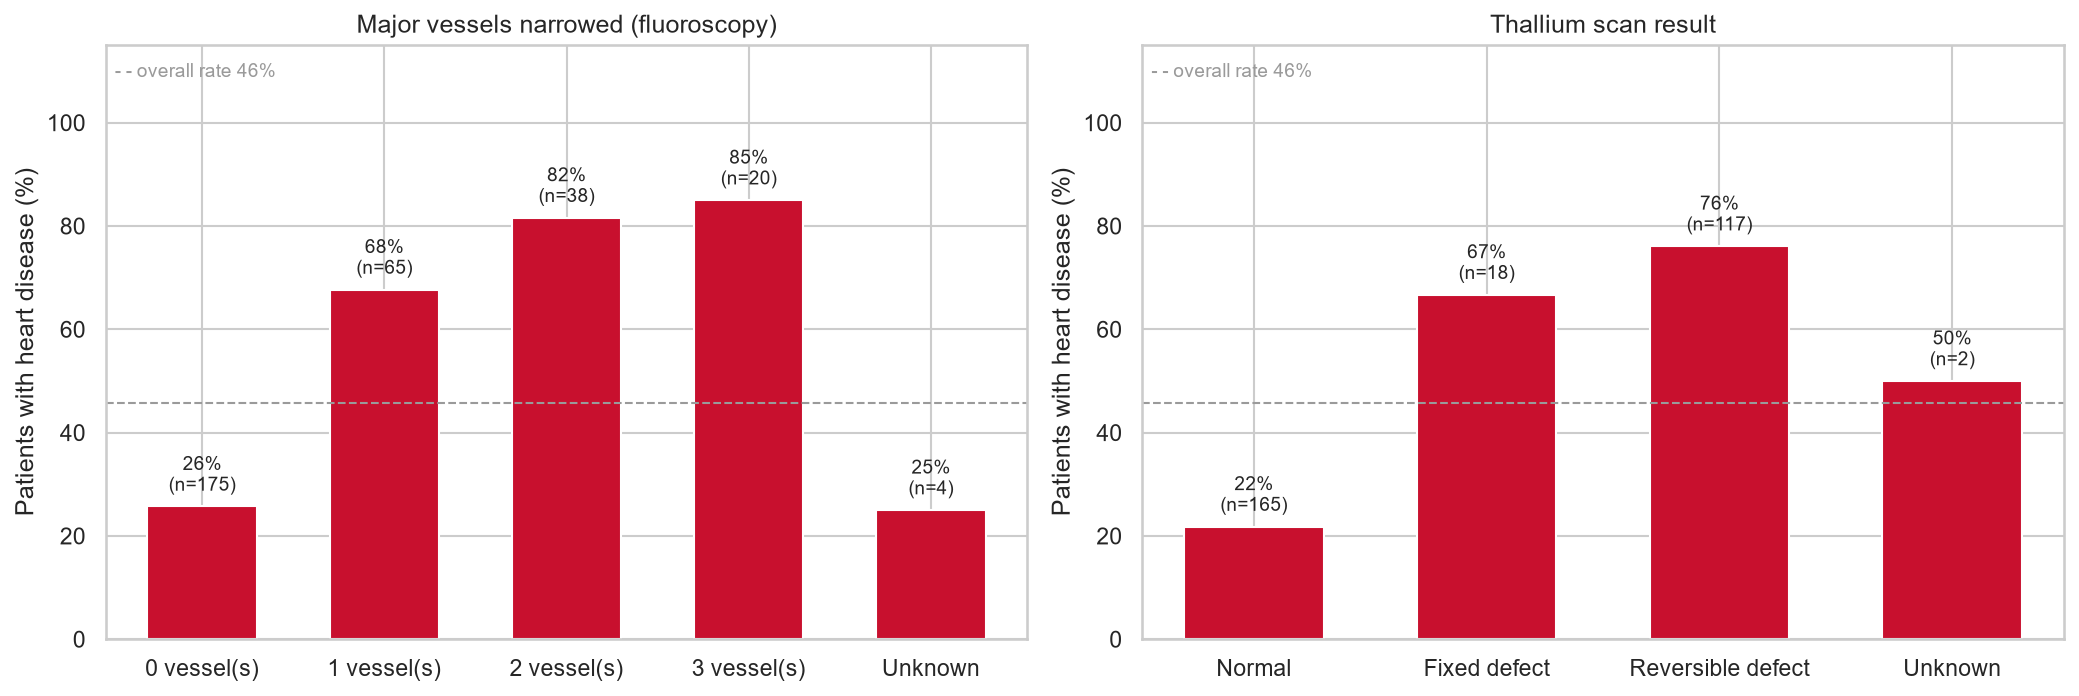 Major vessels narrowed (fluoroscopy)
-- overall rate 46%
Patients with heart disease (%)
100
80
60
40
20
0
26%
(n=175)
68%
(n=65)
82%
(n=38)
85%
(n=20)
25%
(n=4)
0 vessel(s)
1 vessel(s)
2 vessel(s)
3 vessel(s)
Unknown
Thallium scan result
-- overall rate 46%
Patients with heart disease (%)
100
80
60
40
20
0
22%
(n=165)
67%
(n=18)
76%
(n=117)
50%
(n=2)
Normal
Fixed defect
Reversible defect
Unknown